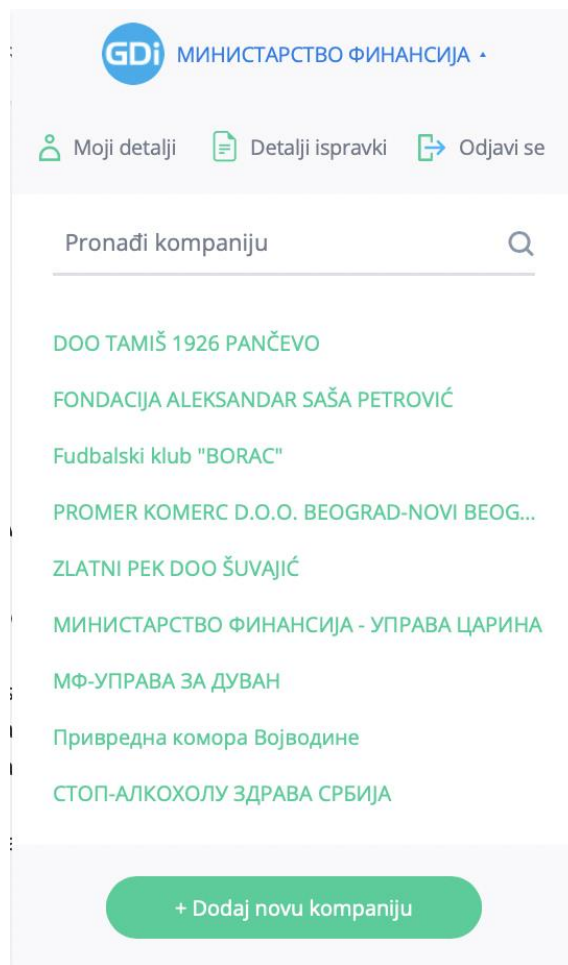 GDi МИНИСТАРСТВО ФИНАНСИЈА
Moji detalji Detalji ispravki Odjavi se
Pronađi kompaniju
DOO TAMIŠ 1926 PANČEVO
FONDACIJA ALEKSANDAR SAŠA PETROVIĆ
Fudbalski klub "BORAC"
PROMER KOMERC D.O.O. BEOGRAD-NOVI BEOG...
ZLATNI PEK DOO ŠUVAJIĆ
МИНИСТАРСТВО ФИНАНСИЈА - УПРАВА ЦАРИНА
МФ-УПРАВА ЗА ДУВАН
Привредна комора Војводине
СТОП-АЛКОХОЛУ ЗДРАВА СРБИЈА
+ Dodaj novu kompaniju